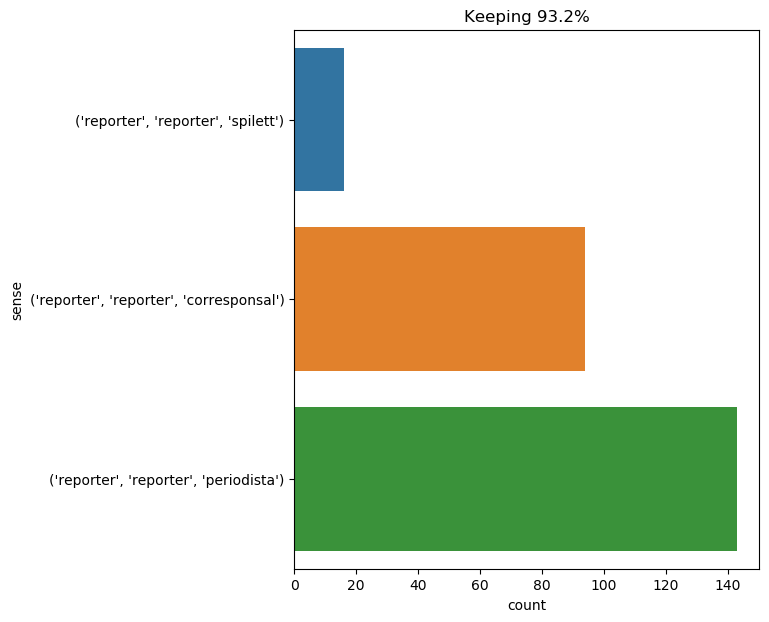 Keeping 93.2%
('reporter', 'reporter', 'spilett')
('reporter', 'reporter', 'corresponsal')
('reporter', 'reporter', 'periodista')
sense
0 20 40 60 80 100 120 140
count